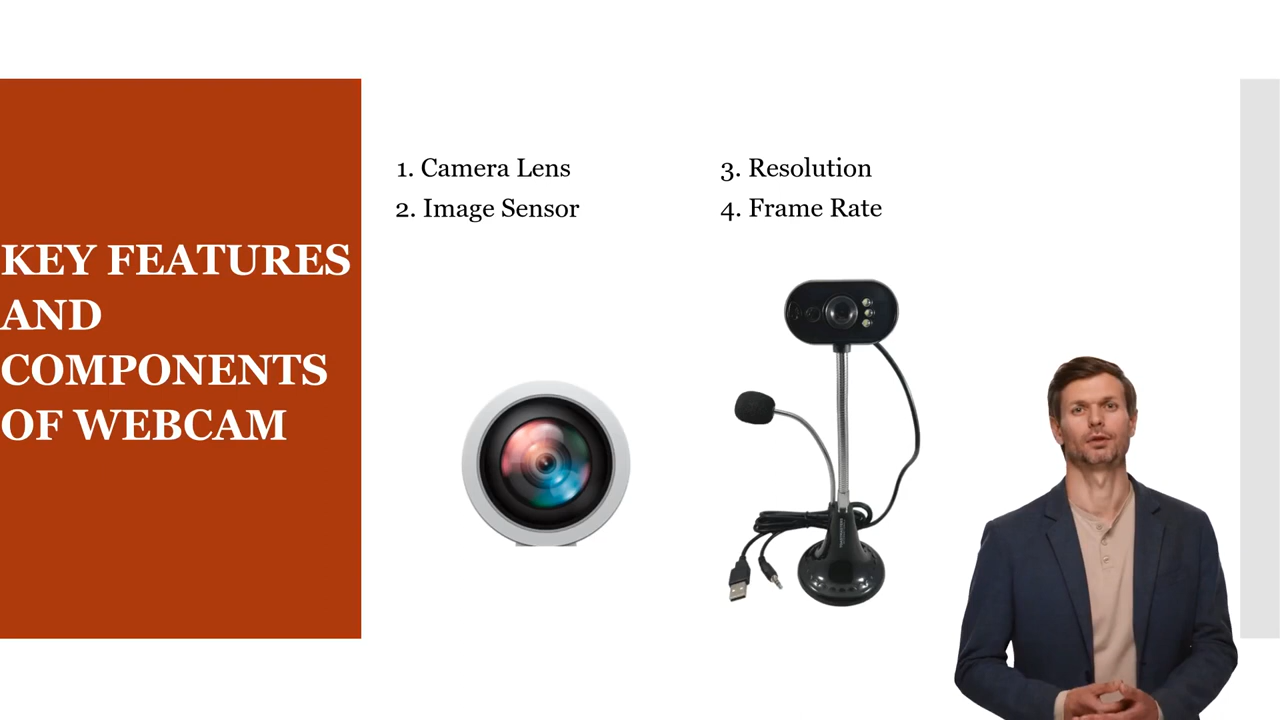 KEY FEATURES
AND
COMPONENTS
OF WEBCAM
1. Camera Lens
2. Image Sensor
3. Resolution
4. Frame Rate